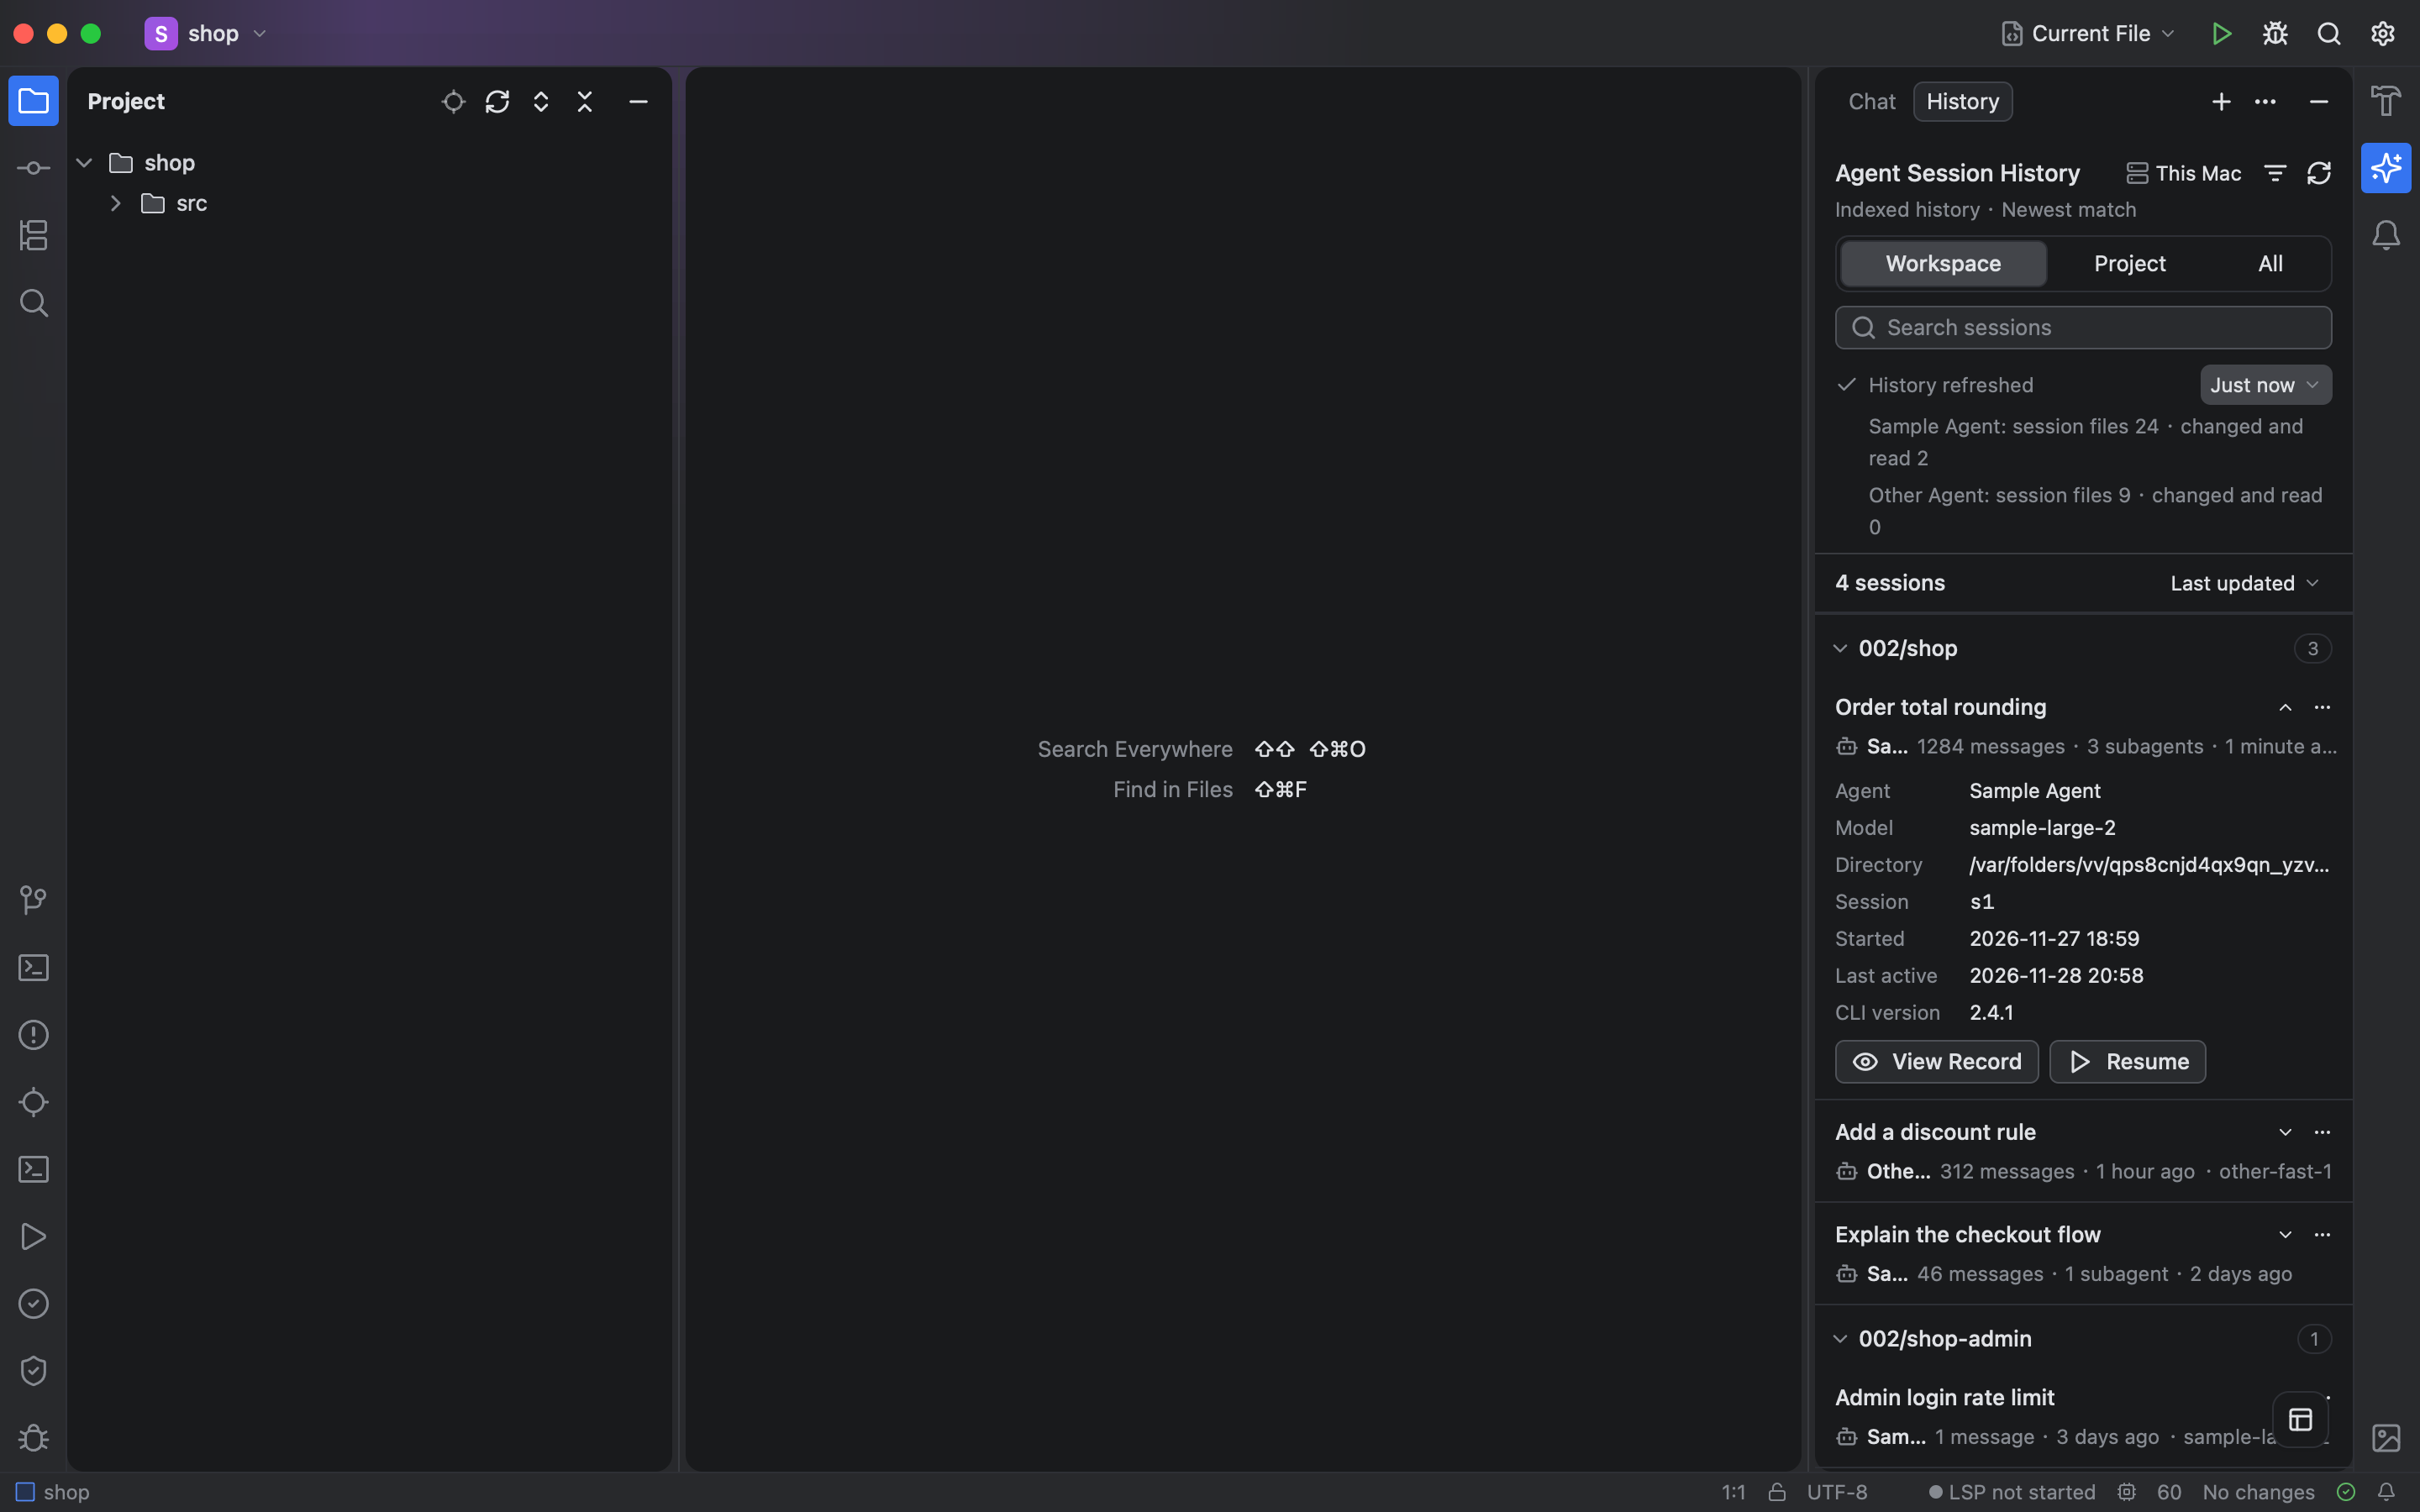 S shop
Current File
Project
shop
src
Search Everywhere ⇧⇧ ⇧⌘O
Find in Files ⇧⌘F
Chat History
Agent Session History This Mac
Indexed history · Newest match
Workspace Project All
Search sessions
History refreshed Just now
Sample Agent: session files 24 · changed and
read 2
Other Agent: session files 9 · changed and read
0
4 sessions Last updated
002/shop 3
Order total rounding
Sa... 1284 messages · 3 subagents · 1 minute a...
Agent Sample Agent
Model sample-large-2
Directory /var/folders/vv/qps8cnjd4qx9qn_yzv...
Session s1
Started 2026-11-27 18:59
Last active 2026-11-28 20:58
CLI version 2.4.1
View Record Resume
Add a discount rule
Othe... 312 messages · 1 hour ago · other-fast-1
Explain the checkout flow
Sa... 46 messages · 1 subagent · 2 days ago
002/shop-admin 1
Admin login rate limit
Sam... 1 message · 3 days ago
shop 1:1 UTF-8 LSP not started 60 No changes